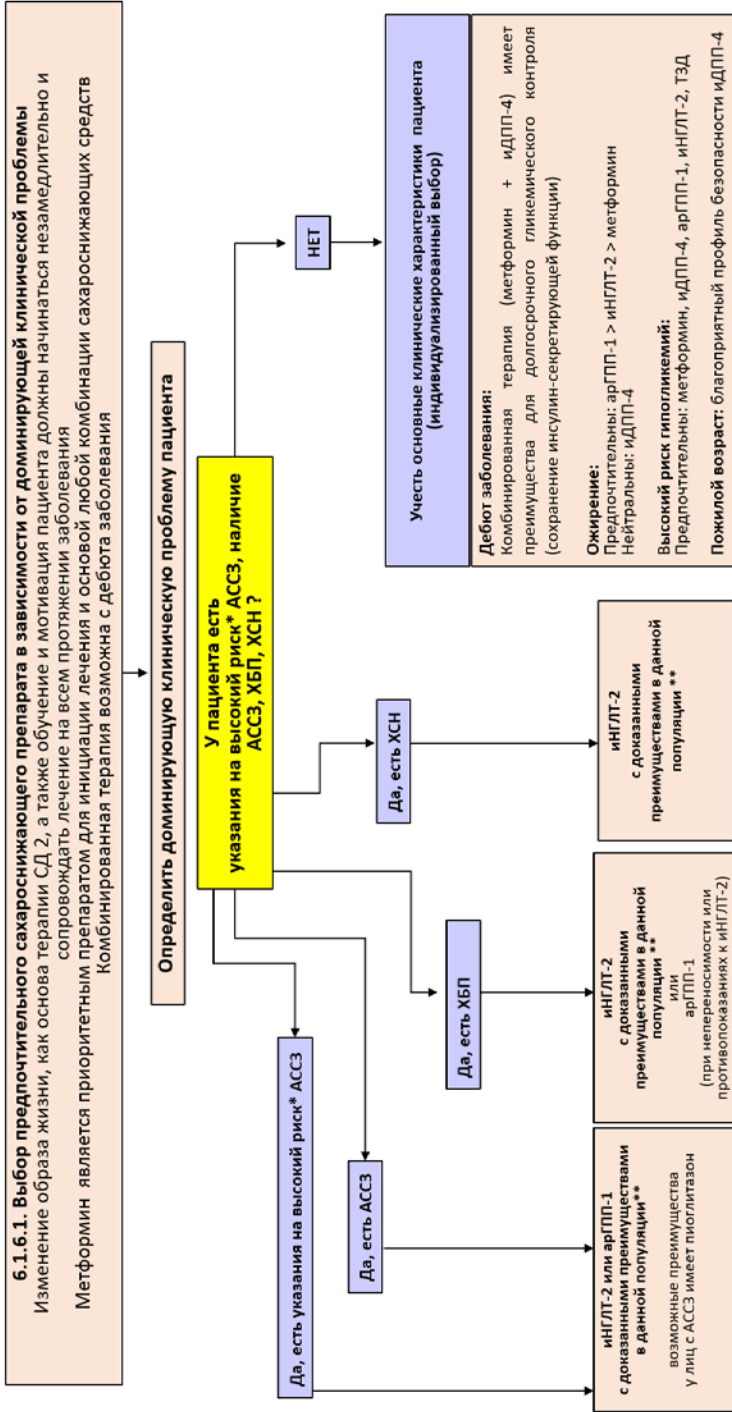 6.1.6.1. Выбор предпочтительного сахароснижающего препарата в зависимости от доминирующей клинической проблемы
Изменение образа жизни, как основа терапии СД 2, а также обучение и мотивация пациента должны начинаться незамедлительно и
сопровождать лечение на всем протяжении заболевания
Метформин является приоритетным препаратом для инициации лечения и основой любой комбинации сахароснижающих средств
Комбинированная терапия возможна с дебюта заболевания
Определить доминирующую клиническую проблему пациента
У пациента есть
указания на высокий риск* АССЗ, наличие
АССЗ, ХБП, ХСН ?
Да, есть указания на высокий риск* АССЗ
Да, есть АССЗ
Да, есть ХБП
Да, есть ХСН
НЕТ
иНГЛТ-2 или арГПП-1
с доказанными преимуществами
в данной популяции**
возможные преимущества
у лиц с АССЗ имеет пиоглитазон
иНГЛТ-2
с доказанными
преимуществами в данной
популяции **
или
арГПП-1
(при непереносимости или
противопоказаниях к иНГЛТ-2)
иНГЛТ-2
с доказанными
преимуществами в данной
популяции **
Учесть основные клинические характеристики пациента
(индивидуализированный выбор)
Дебют заболевания:
Комбинированная терапия (метформин + иДПП-4) имеет
преимущества для долгосрочного гликемического контроля
(сохранение инсулин-секретирующей функции)
Ожирение:
Предпочтительны: арГПП-1 > иНГЛТ-2 > метформин
Нейтральны: иДПП-4
Высокий риск гипогликемий:
Предпочтительны: метформин, иДПП-4, арГПП-1, иНГЛТ-2, ТЗД
Пожилой возраст: благоприятный профиль безопасности иДПП-4